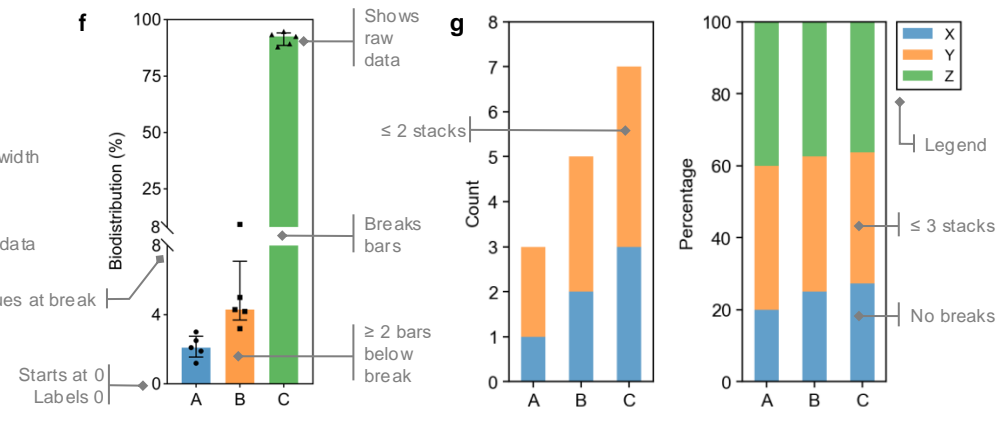 f
Biodistribution (%)
100
75
50
25
8
8
4
0
A B C
width
data
ues at break
Starts at 0
Labels 0
Shows
raw
data
Breaks
bars
≥ 2 bars
below
break
g
Count
8
7
6
5
4
3
2
1
0
A B C
≤ 2 stacks
Percentage
100
80
60
40
20
0
A B C
X
Y
Z
Legend
≤ 3 stacks
No breaks